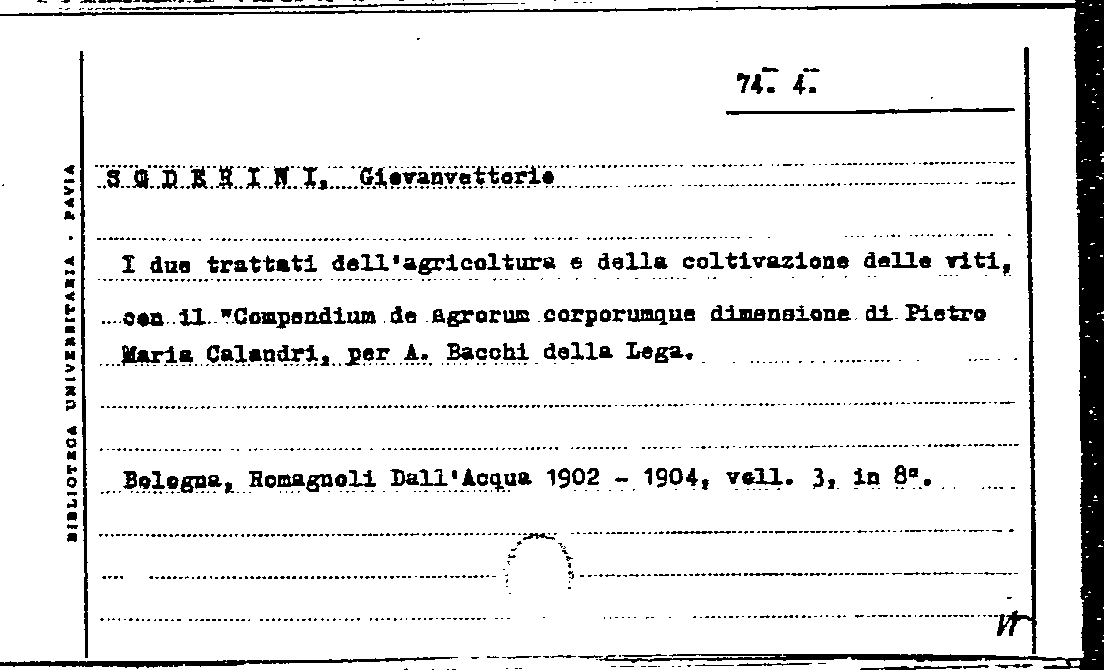 74. 4.
SODERINI, Giovanvettorio
I due trattati dell'agricoltura e della coltivazione delle viti,
con il "Compendium de agrorum corporumque dimensione di Pietro
Maria Calandri, per A. Bacchi della Lega.
Bologna, Romagnoli Dall'Acqua 1902 - 1904, voll. 3, in 8º.
BIBLIOTECA UNIVERSITARIA - PAVIA